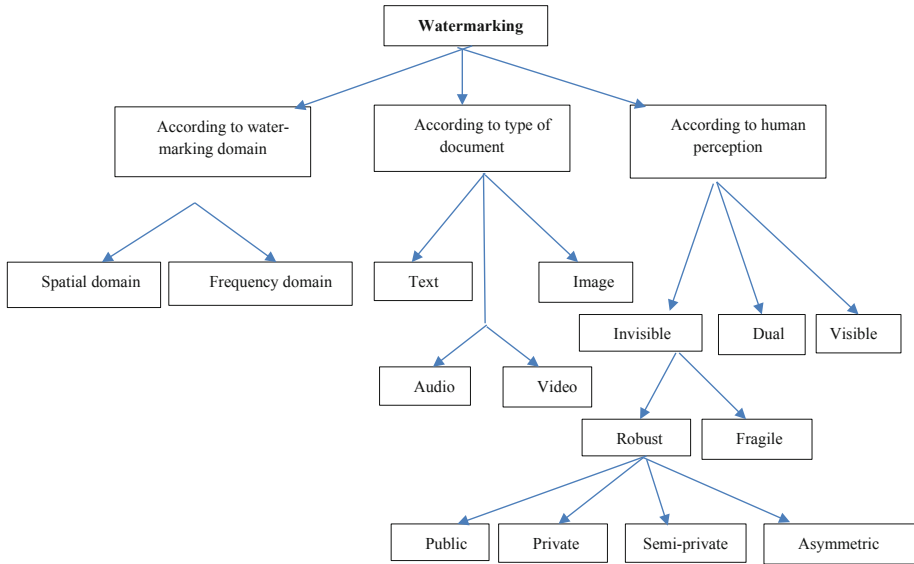 Watermarking
According to water-
marking domain
According to type of
document
According to human
perception
Spatial domain
Frequency domain
Text
Image
Invisible
Dual
Visible
Audio
Video
Robust
Fragile
Public
Private
Semi-private
Asymmetric